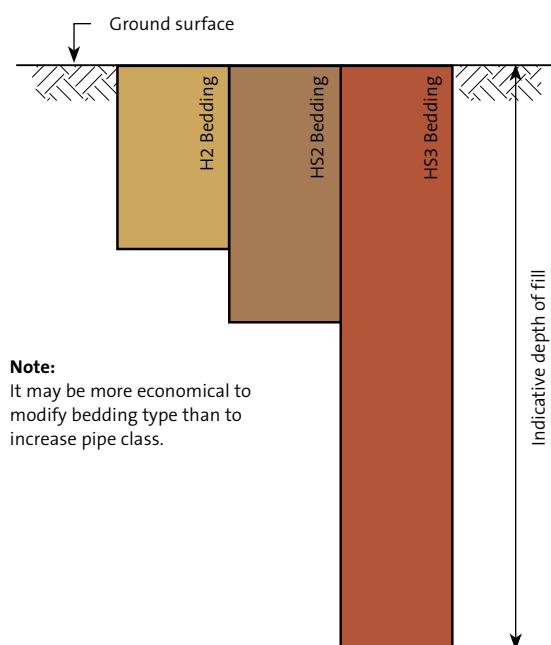 Ground surface
H2 Bedding
HS2 Bedding
HS3 Bedding
Indicative depth of fill
Note:
It may be more economical to
modify bedding type than to
increase pipe class.